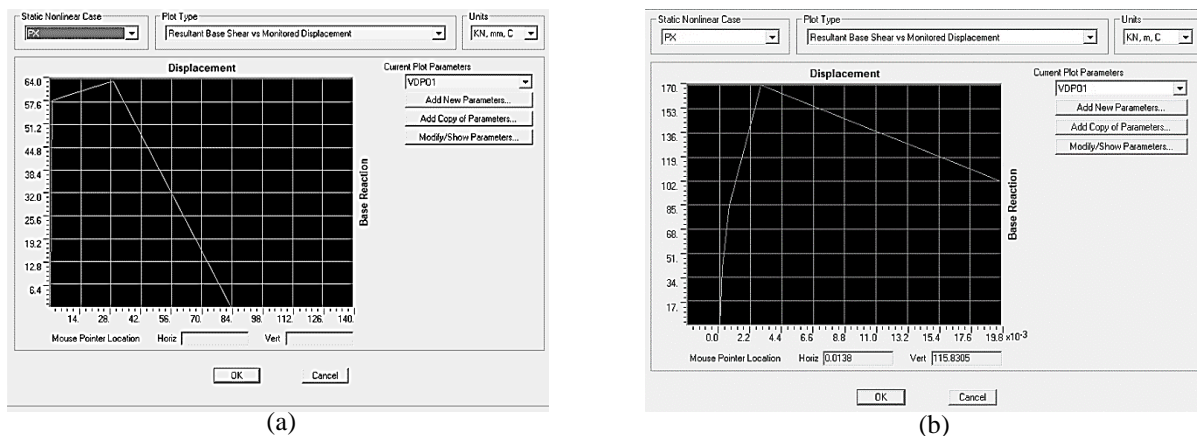 Static Nonlinear Case
PX
Plot Type
Resultant Base Shear vs Monitored Displacement
Units
KN, mm, C
Displacement
64.0
57.6
51.2
44.8
38.4
32.0
25.6
19.2
12.8
6.4
14. 28. 42. 56. 70. 84. 98. 112. 126. 140.
Base Reaction
Current Plot Parameters
VDPO1
Add New Parameters...
Add Copy of Parameters...
Modify/Show Parameters...
Mouse Pointer Location Horiz Vert
OK Cancel
(a)
Static Nonlinear Case
PX
Plot Type
Resultant Base Shear vs Monitored Displacement
Units
KN, m, C
Displacement
170.
153.
136.
119.
102.
85.
68.
51.
34.
17.
0.0 2.2 4.4 6.6 8.8 11.0 13.2 15.4 17.6 19.8 x10-3
Base Reaction
Current Plot Parameters
VDPO1
Add New Parameters...
Add Copy of Parameters...
Modify/Show Parameters...
Mouse Pointer Location Horiz 0.0138 Vert 115.8305
OK Cancel
(b)